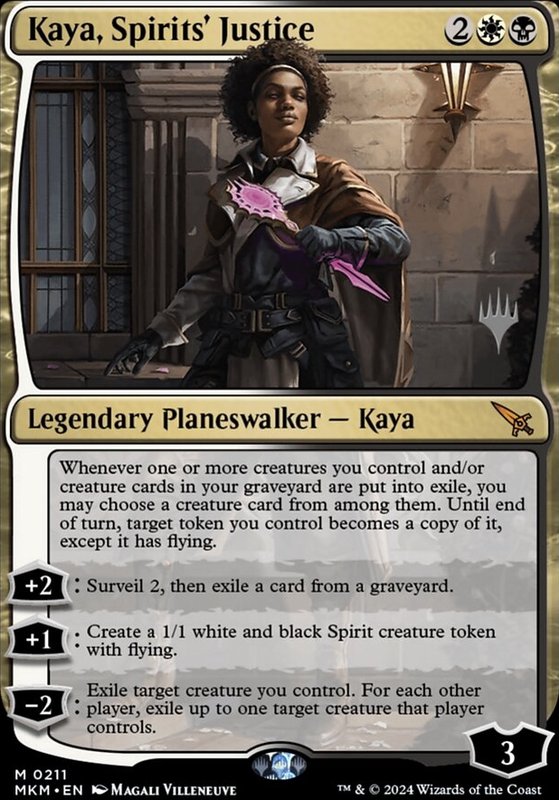 Kaya, Spirits' Justice 2
Legendary Planeswalker — Kaya
Whenever one or more creatures you control and/or
creature cards in your graveyard are put into exile, you
may choose a creature card from among them. Until end
of turn, target token you control becomes a copy of it,
except it has flying.
+2 : Surveil 2, then exile a card from a graveyard.
+1 : Create a 1/1 white and black Spirit creature token
with flying.
−2 : Exile target creature you control. For each other
player, exile up to one target creature that player
controls.
3
M 0211
MKM • EN Magali Villeneuve
™ & © 2024 Wizards of the Coast